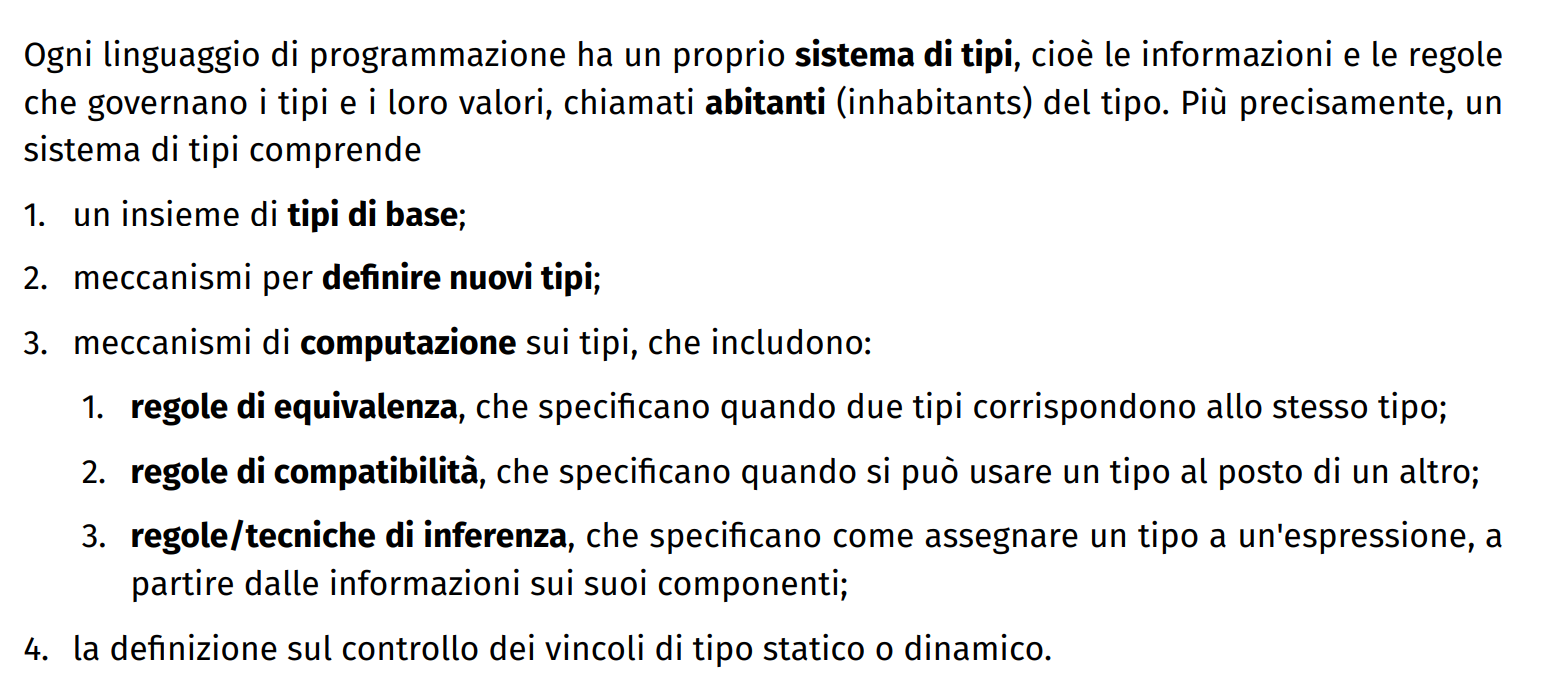 Ogni linguaggio di programmazione ha un proprio sistema di tipi, cioè le informazioni e le regole
che governano i tipi e i loro valori, chiamati abitanti (inhabitants) del tipo. Più precisamente, un
sistema di tipi comprende
1. un insieme di tipi di base;
2. meccanismi per definire nuovi tipi;
3. meccanismi di computazione sui tipi, che includono:
1. regole di equivalenza, che specificano quando due tipi corrispondono allo stesso tipo;
2. regole di compatibilità, che specificano quando si può usare un tipo al posto di un altro;
3. regole/tecniche di inferenza, che specificano come assegnare un tipo a un'espressione, a
partire dalle informazioni sui suoi componenti;
4. la definizione sul controllo dei vincoli di tipo statico o dinamico.